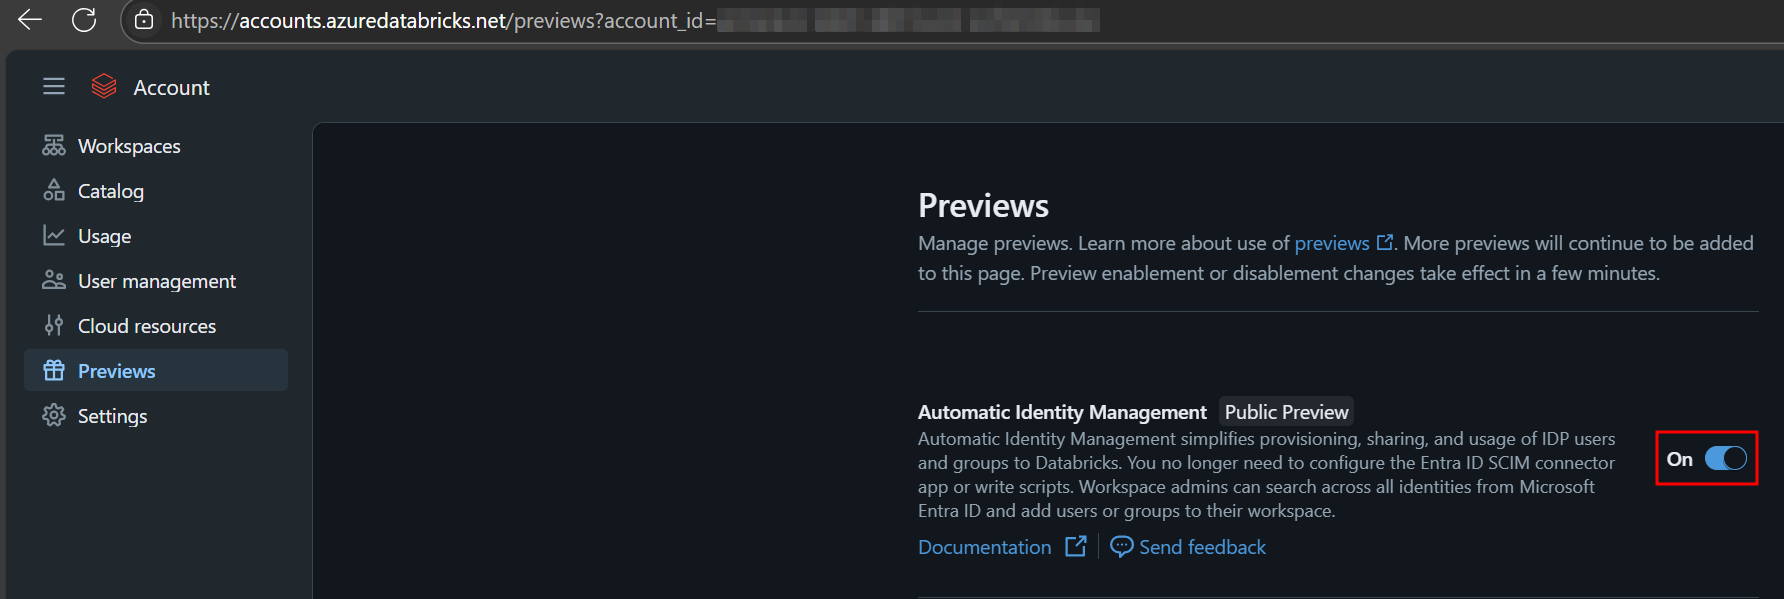 https://accounts.azuredatabricks.net/previews?account_id=
Account
Workspaces
Catalog
Usage
User management
Cloud resources
Previews
Settings
Previews
Manage previews. Learn more about use of previews. More previews will continue to be added
to this page. Preview enablement or disablement changes take effect in a few minutes.
Automatic Identity Management Public Preview
Automatic Identity Management simplifies provisioning, sharing, and usage of IDP users
and groups to Databricks. You no longer need to configure the Entra ID SCIM connector
app or write scripts. Workspace admins can search across all identities from Microsoft
Entra ID and add users or groups to their workspace.
On
Documentation Send feedback